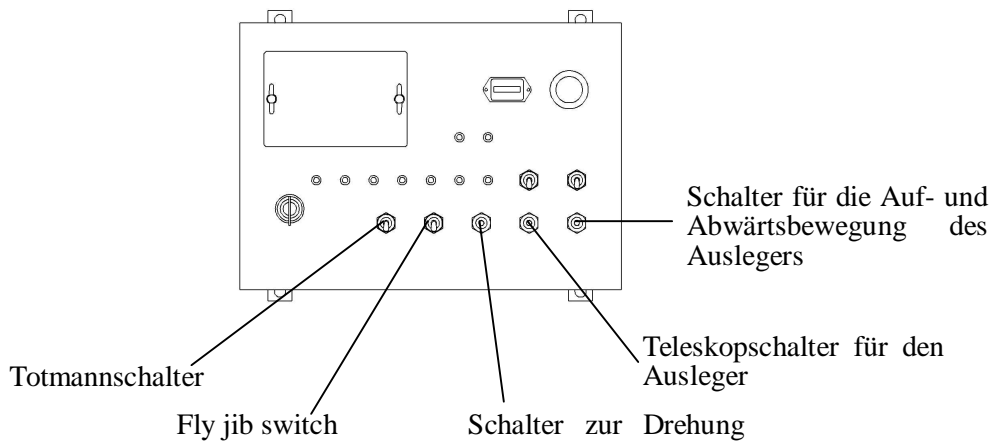 Schalter für die Auf- und
Abwärtsbewegung des
Auslegers
Teleskopschalter für den
Ausleger
Totmannschalter
Fly jib switch
Schalter zur Drehung